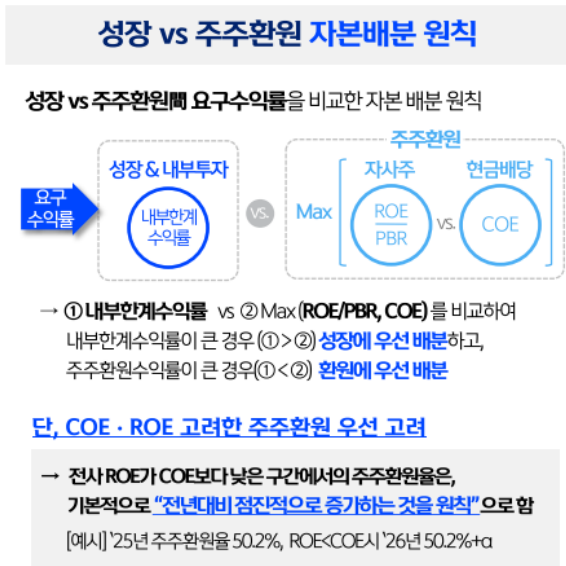 성장 vs 주주환원 자본배분 원칙
성장 vs 주주환원間 요구수익률을 비교한 자본 배분 원칙
주주환원
성장 & 내부투자
자사주
현금배당
요구
수익률
내부한계
수익률
VS.
Max
ROE
PBR
vs.
COE
→ ① 내부한계수익률 vs ② Max (ROE/PBR, COE) 를 비교하여
내부한계수익률이 큰 경우 (①>②) 성장에 우선 배분하고,
주주환원수익률이 큰 경우(①<②) 환원에 우선 배분
단, COE · ROE 고려한 주주환원 우선 고려
→ 전사 ROE가 COE보다 낮은 구간에서의 주주환원율은,
기본적으로 “전년대비 점진적으로 증가하는 것을 원칙”으로 함
[예시] ‘25년 주주환원율 50.2%, ROE<COE시 ‘26년 50.2%+α